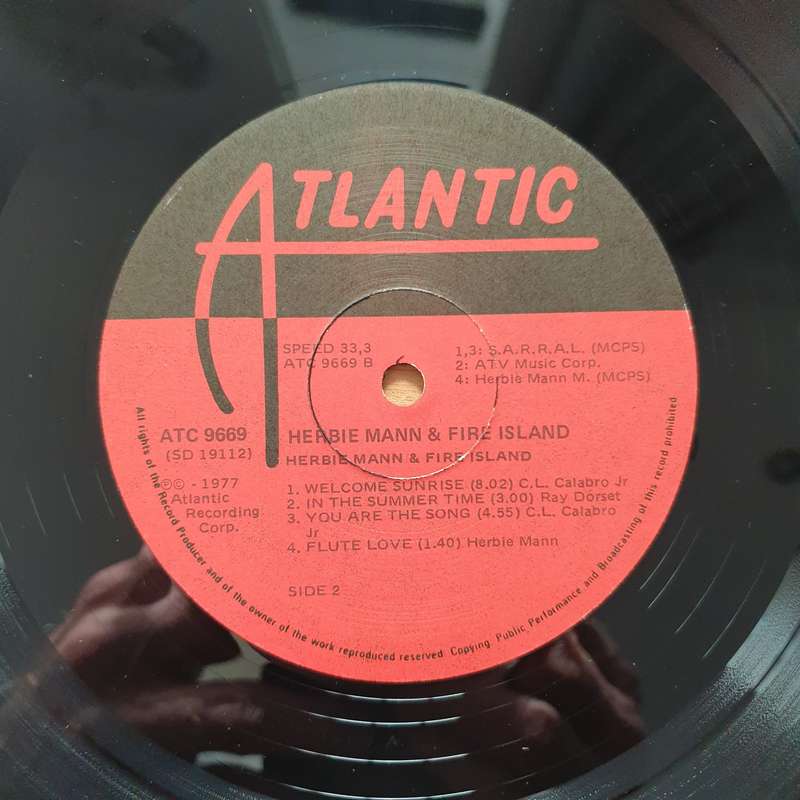 ATLANTIC
SPEED 33,3
ATC 9669 B
1,3: S.A.R.R.A.L. (MCPS)
2: ATV Music Corp.
4: Herbie Mann M. (MCPS)
ATC 9669
(SD 19112)
HERBIE MANN & FIRE ISLAND
HERBIE MANN & FIRE ISLAND
℗© - 1977
Atlantic
Recording
Corp.
1. WELCOME SUNRISE (8.02) C.L. Calabro Jr
2. IN THE SUMMER TIME (3.00) Ray Dorset
3. YOU ARE THE SONG (4.55) C.L. Calabro
Jr
4. FLUTE LOVE (1.40) Herbie Mann
SIDE 2
All rights of the Record Producer and of the owner of the work reproduced reserved. Copying, Public Performance and Broadcasting of this record prohibited